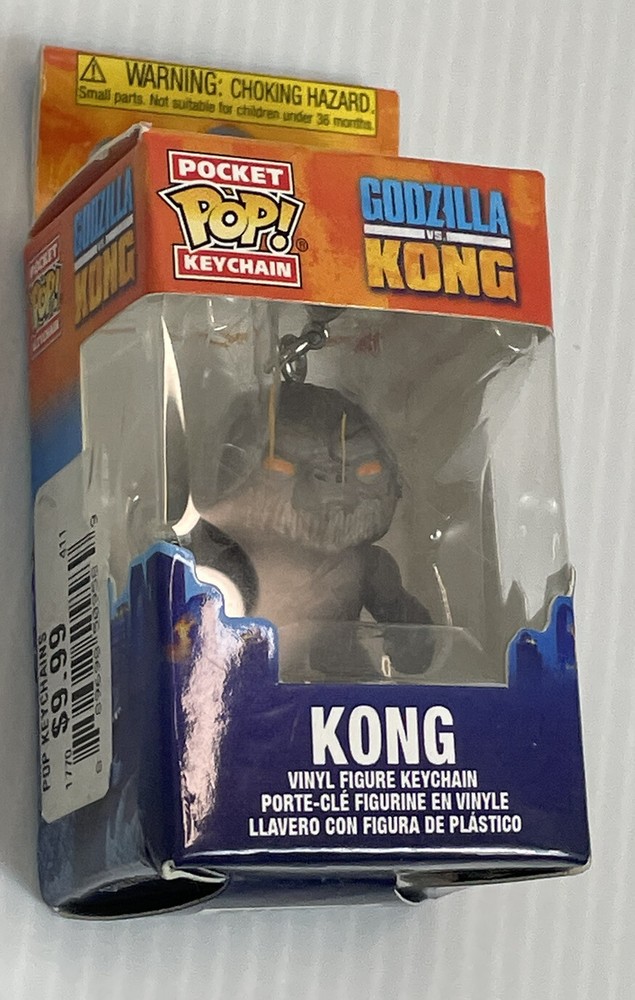 WARNING: CHOKING HAZARD.
Small parts. Not suitable for children under 36 months.
POCKET
POP!®
KEYCHAIN
GODZILLA
VS.
KONG
POCKET
POP!
KEYCHAIN
GODZILLA
VS.
KONG
POP KEYCHAINS
$9.99
1770
411
KONG
VINYL FIGURE KEYCHAIN
PORTE-CLÉ FIGURINE EN VINYLE
LLAVERO CON FIGURA DE PLÁSTICO